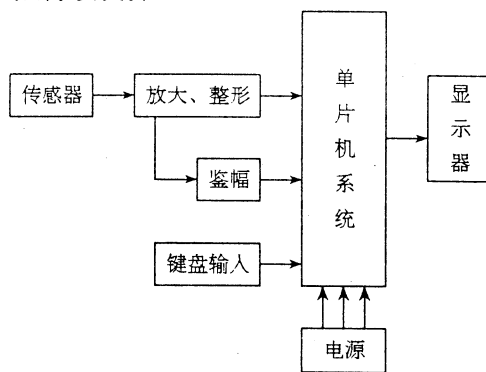 传感器
放大、整形
鉴幅
键盘输入
单片机系统
显示器
电源